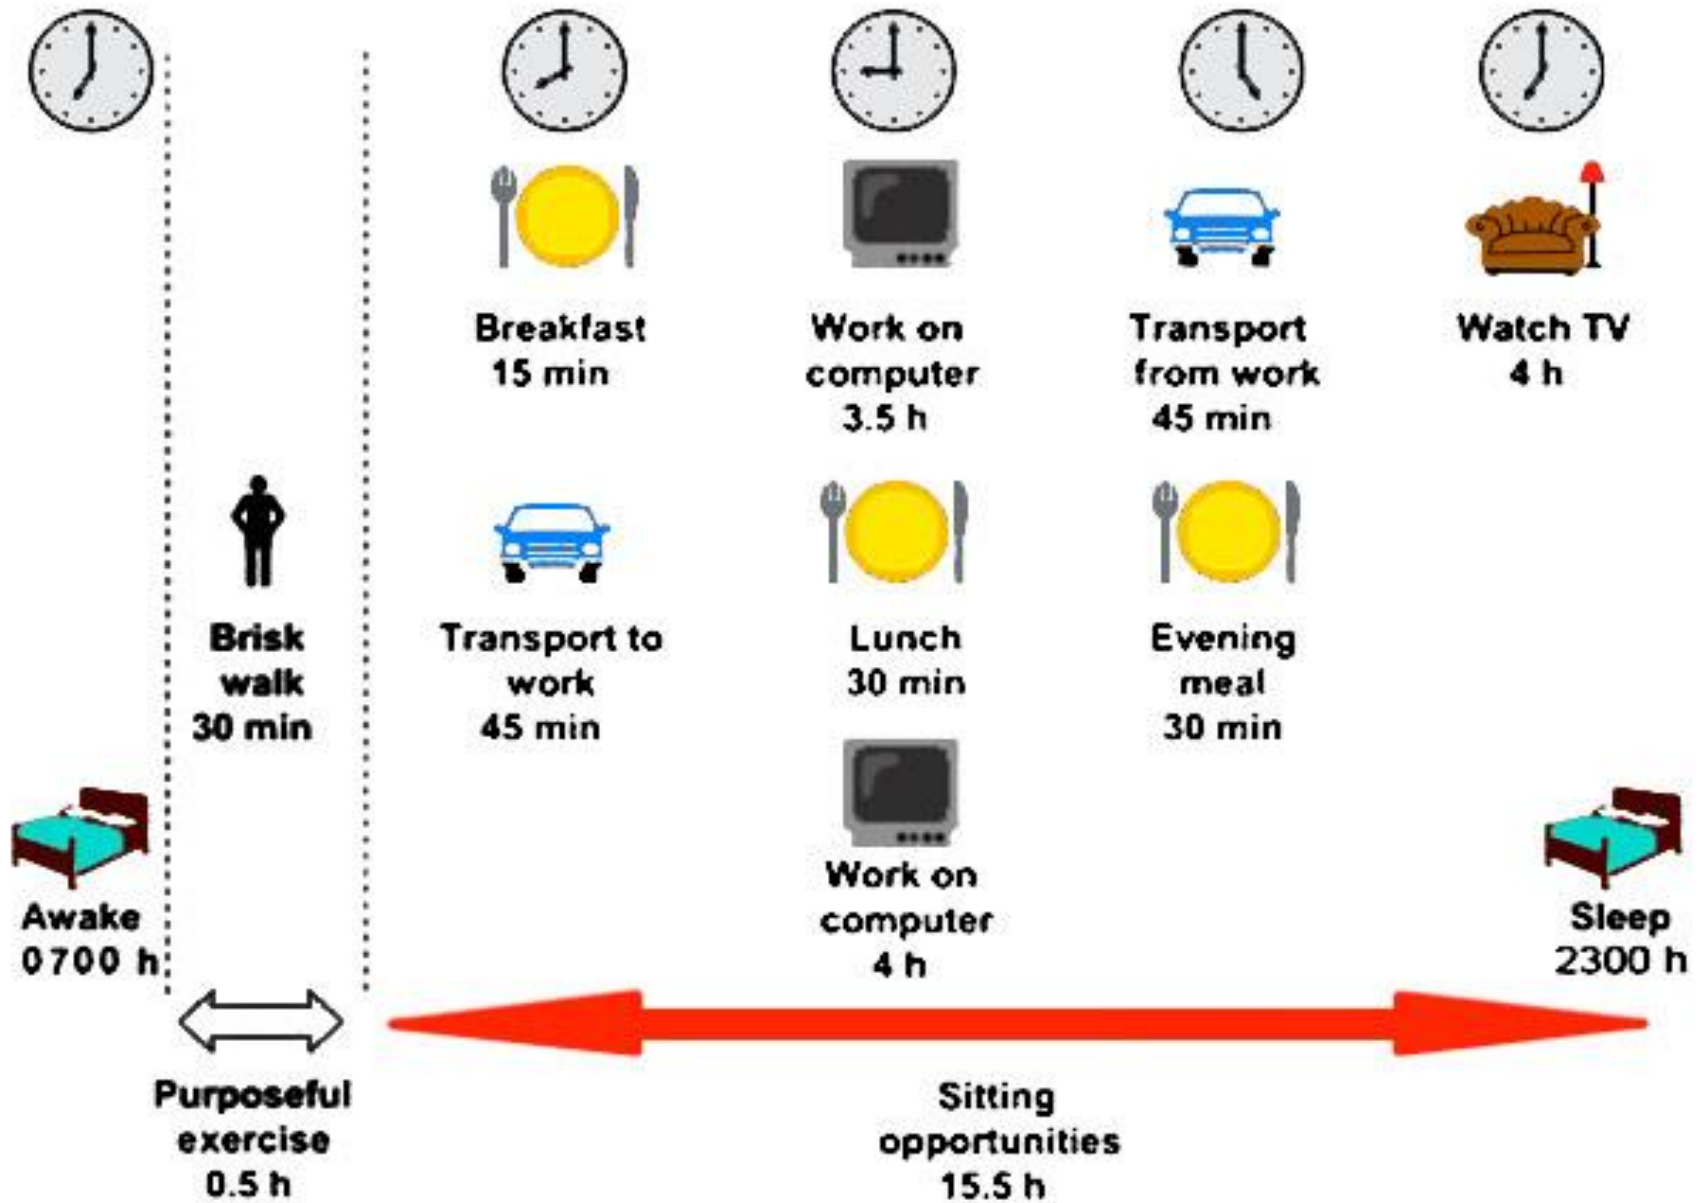 Breakfast
15 min
Work on
computer
3.5 h
Transport
from work
45 min
Watch TV
4 h
Brisk
walk
30 min
Transport to
work
45 min
Lunch
30 min
Evening
meal
30 min
Work on
computer
4 h
Awake
0700 h
Sleep
2300 h
Purposeful
exercise
0.5 h
Sitting
opportunities
15.5 h